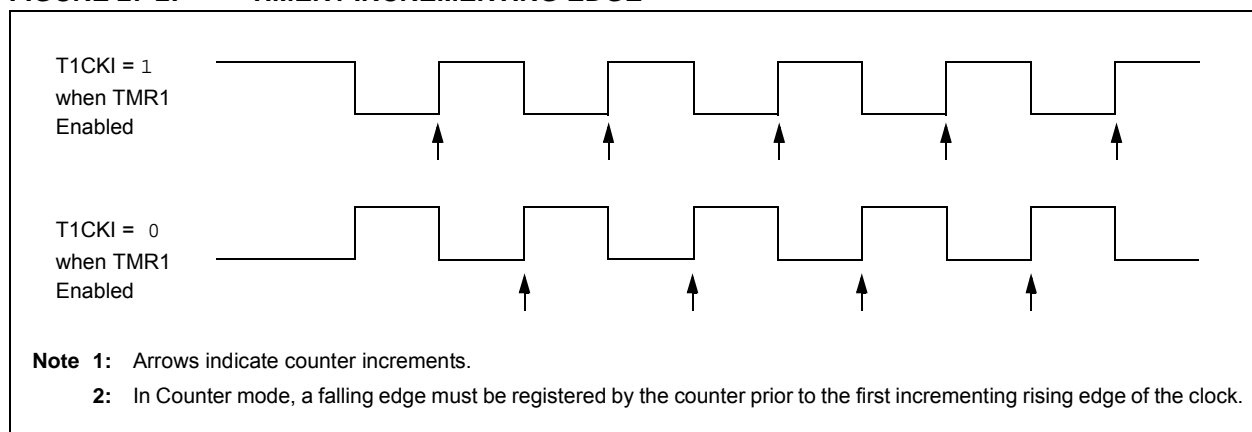 T1CKI = 1
when TMR1
Enabled
T1CKI = 0
when TMR1
Enabled
Note 1: Arrows indicate counter increments.
2: In Counter mode, a falling edge must be registered by the counter prior to the first incrementing rising edge of the clock.